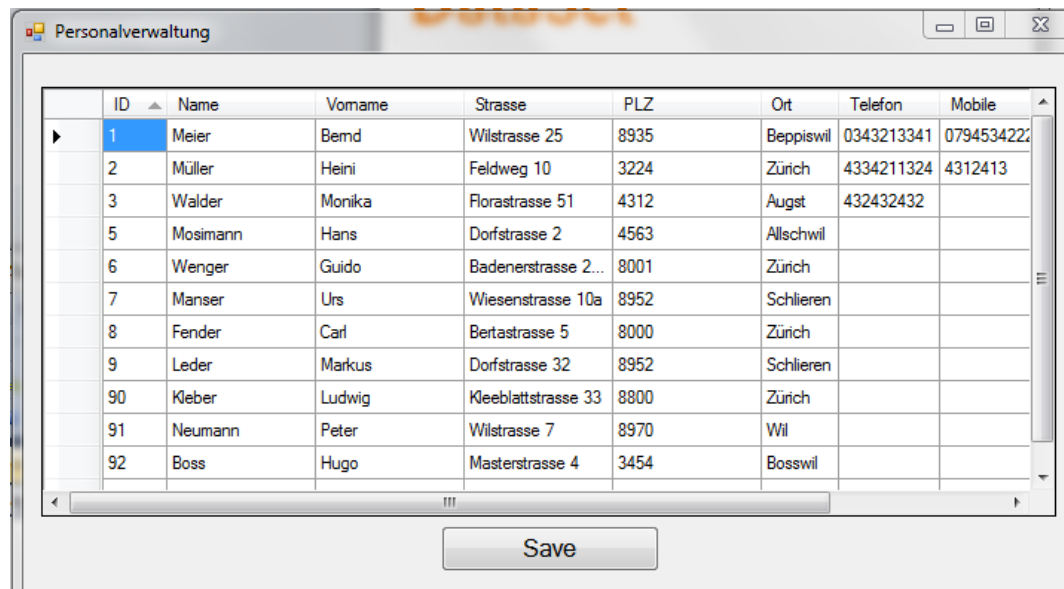 Personalverwaltung
ID Name Vorname Strasse PLZ Ort Telefon Mobile
1 Meier Bernd Wilstrasse 25 8935 Beppiswil 0343213341 0794534222
2 Müller Heini Feldweg 10 3224 Zürich 4334211324 4312413
3 Walder Monika Florastrasse 51 4312 Augst 432432432
5 Mosimann Hans Dorfstrasse 2 4563 Allschwil
6 Wenger Guido Badenerstrasse 2... 8001 Zürich
7 Manser Urs Wiesenstrasse 10a 8952 Schlieren
8 Fender Carl Bertastrasse 5 8000 Zürich
9 Leder Markus Dorfstrasse 32 8952 Schlieren
90 Kleber Ludwig Kleeblattstrasse 33 8800 Zürich
91 Neumann Peter Wilstrasse 7 8970 Wil
92 Boss Hugo Masterstrasse 4 3454 Bosswil
Save